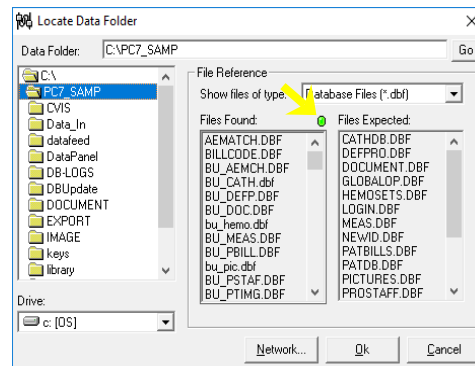 Locate Data Folder
Data Folder: C:\PC7_SAMP Go
C:\
PC7_SAMP
CVIS
Data_In
datafeed
DataPanel
DB-LOGS
DBUpdate
DOCUMENT
EXPORT
IMAGE
keys
library
Drive:
c: [OS]
File Reference
Show files of type: Database Files (*.dbf)
Files Found:
AEMATCH.DBF
BILLCODE.DBF
BU_AEMCH.DBF
BU_CATH.dbf
BU_DEFP.DBF
BU_DOC.DBF
bu_hemo.dbf
BU_MEAS.DBF
BU_PBILL.DBF
bu_pic.dbf
BU_PSTAF.DBF
BU_PTIMG.DBF
Files Expected:
CATHDB.DBF
DEFPRO.DBF
DOCUMENT.DBF
GLOBALOP.DBF
HEMOSETS.DBF
LOGIN.DBF
MEAS.DBF
NEWID.DBF
PATBILLS.DBF
PATDB.DBF
PICTURES.DBF
PROSTAFF.DBF
Network... Ok Cancel